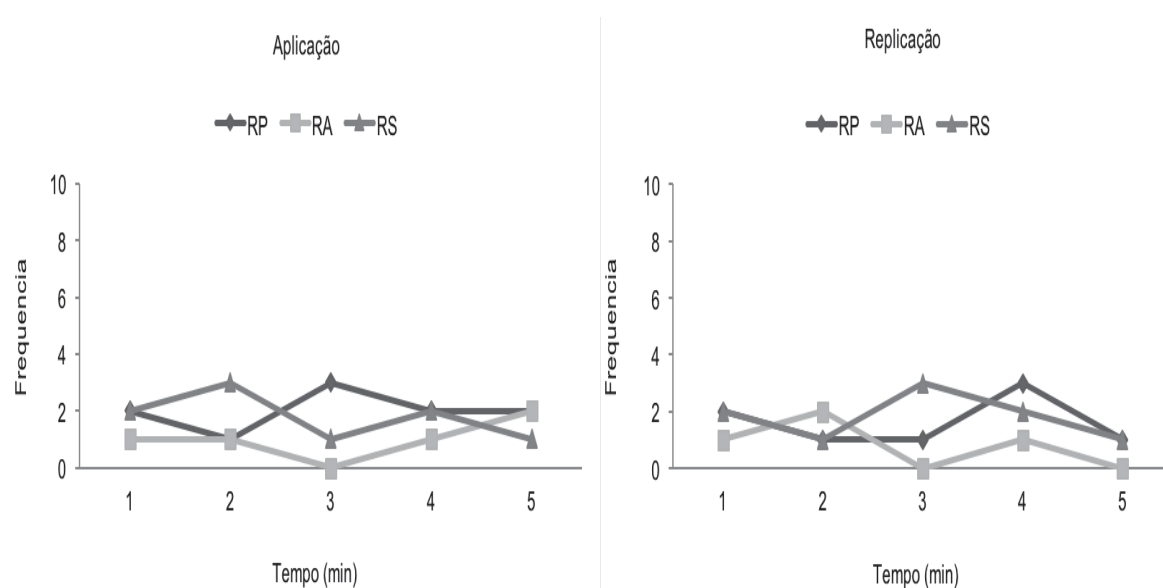 Aplicação
RP RA RS
Frequencia
10
8
6
4
2
0
1 2 3 4 5
Tempo (min)
Replicação
RP RA RS
Frequencia
10
8
6
4
2
0
1 2 3 4 5
Tempo (min)